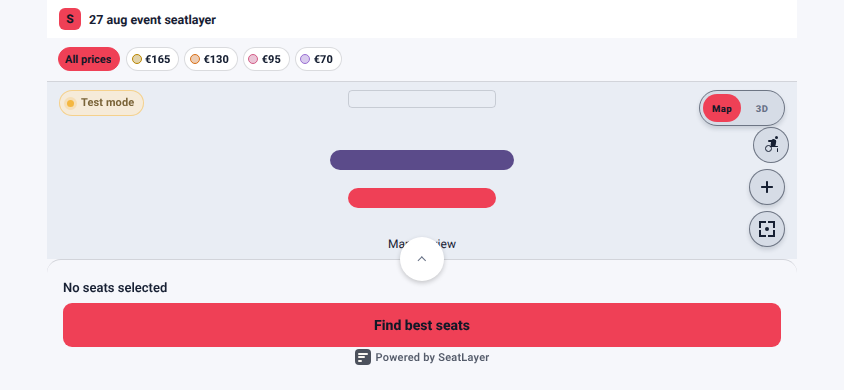 S 27 aug event seatlayer
All prices €165 €130 €95 €70
Test mode
Map 3D
No seats selected
Find best seats
Powered by SeatLayer